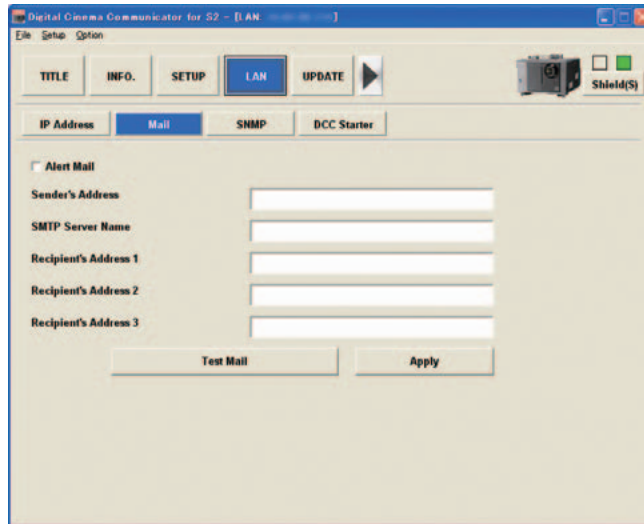 Digital Cinema Communicator for S2 - [LAN: ]
File Setup Option
TITLE INFO. SETUP LAN UPDATE
Shield(S)
IP Address Mail SNMP DCC Starter
Alert Mail
Sender's Address
SMTP Server Name
Recipient's Address 1
Recipient's Address 2
Recipient's Address 3
Test Mail Apply